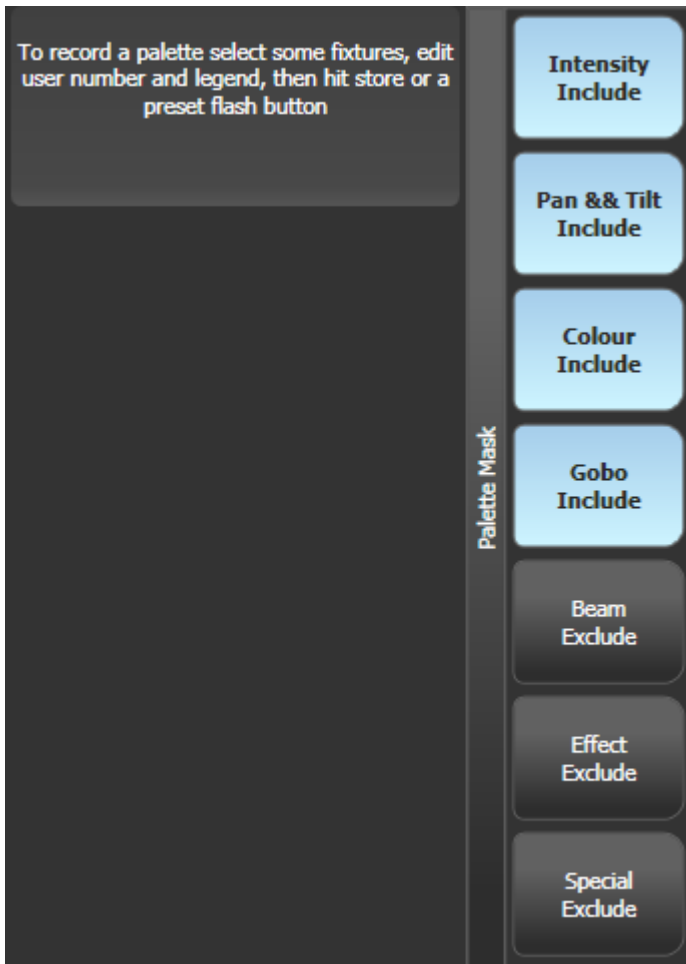 To record a palette select some fixtures, edit
user number and legend, then hit store or a
preset flash button
Palette Mask
Intensity
Include
Pan && Tilt
Include
Colour
Include
Gobo
Include
Beam
Exclude
Effect
Exclude
Special
Exclude